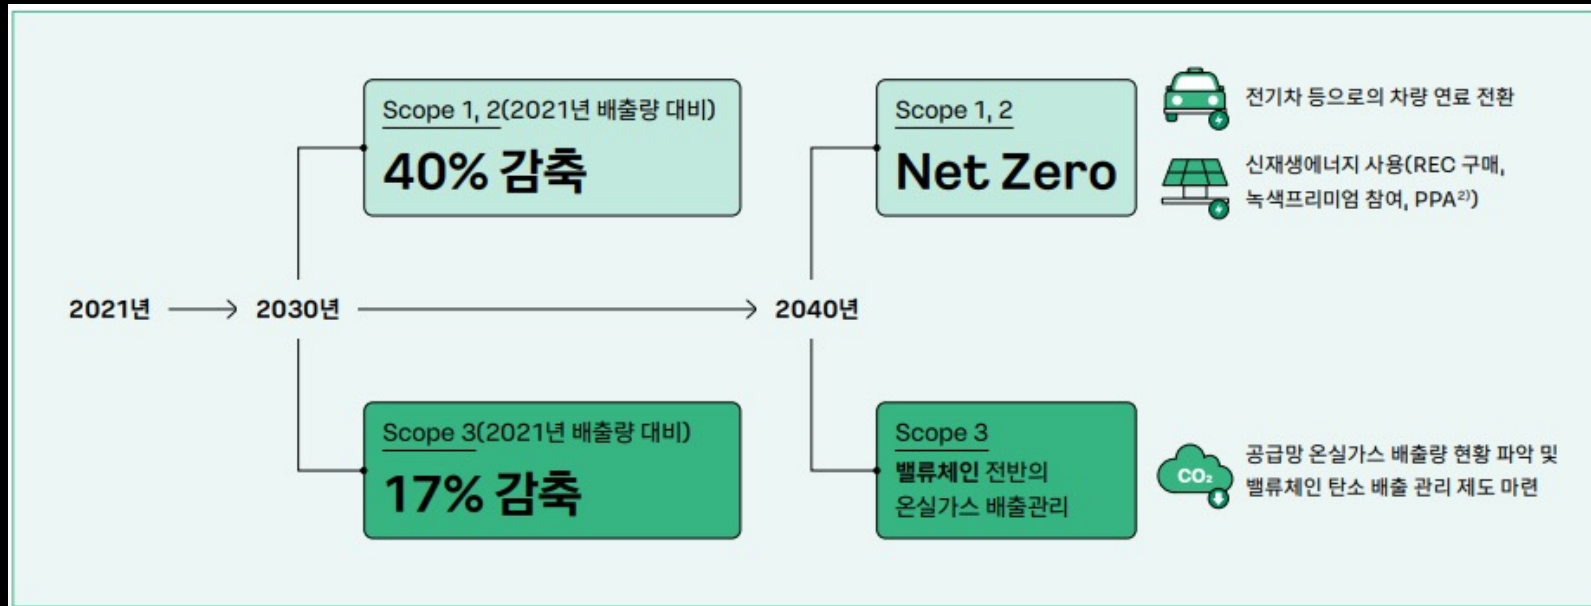 Scope 1, 2(2021년 배출량 대비)
40% 감축
Scope 1, 2
Net Zero
전기차 등으로의 차량 연료 전환
신재생에너지 사용(REC 구매,
녹색프리미엄 참여, PPA²⁾)
2021년
2030년
2040년
Scope 3(2021년 배출량 대비)
17% 감축
Scope 3
밸류체인 전반의
온실가스 배출관리
CO₂
공급망 온실가스 배출량 현황 파악 및
밸류체인 탄소 배출 관리 제도 마련